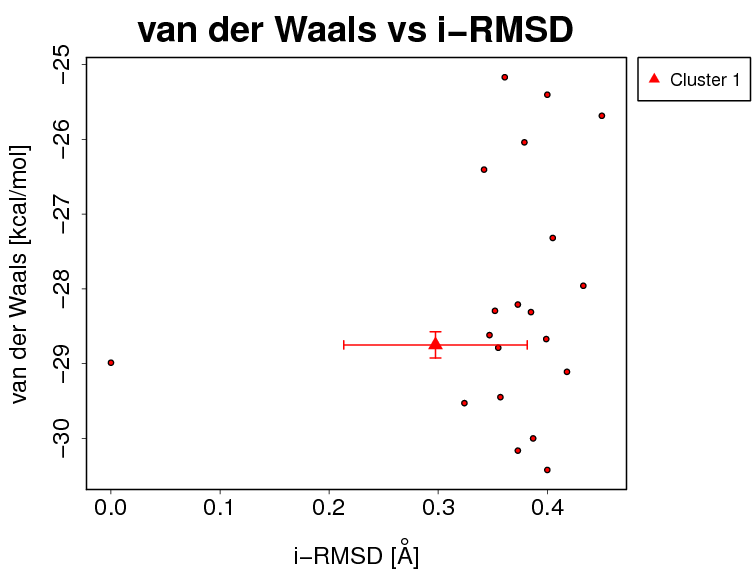 van der Waals vs i−RMSD
Cluster 1
van der Waals [kcal/mol]
−25
−26
−27
−28
−29
−30
0.0 0.1 0.2 0.3 0.4
i−RMSD [Å]